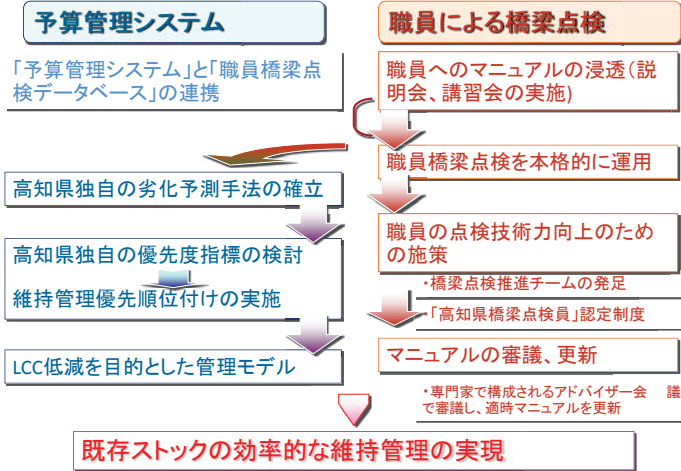 予算管理システム
「予算管理システム」と「職員橋梁点
検データベース」の連携
高知県独自の劣化予測手法の確立
高知県独自の優先度指標の検討
維持管理優先順位付けの実施
LCC低減を目的とした管理モデル
職員による橋梁点検
職員へのマニュアルの浸透(説
明会、講習会の実施)
職員橋梁点検を本格的に運用
職員の点検技術力向上のため
の施策
・橋梁点検推進チームの発足
・「高知県橋梁点検員」認定制度
マニュアルの審議、更新
・専門家で構成されるアドバイザー会 議
で審議し、適時マニュアルを更新
既存ストックの効率的な維持管理の実現